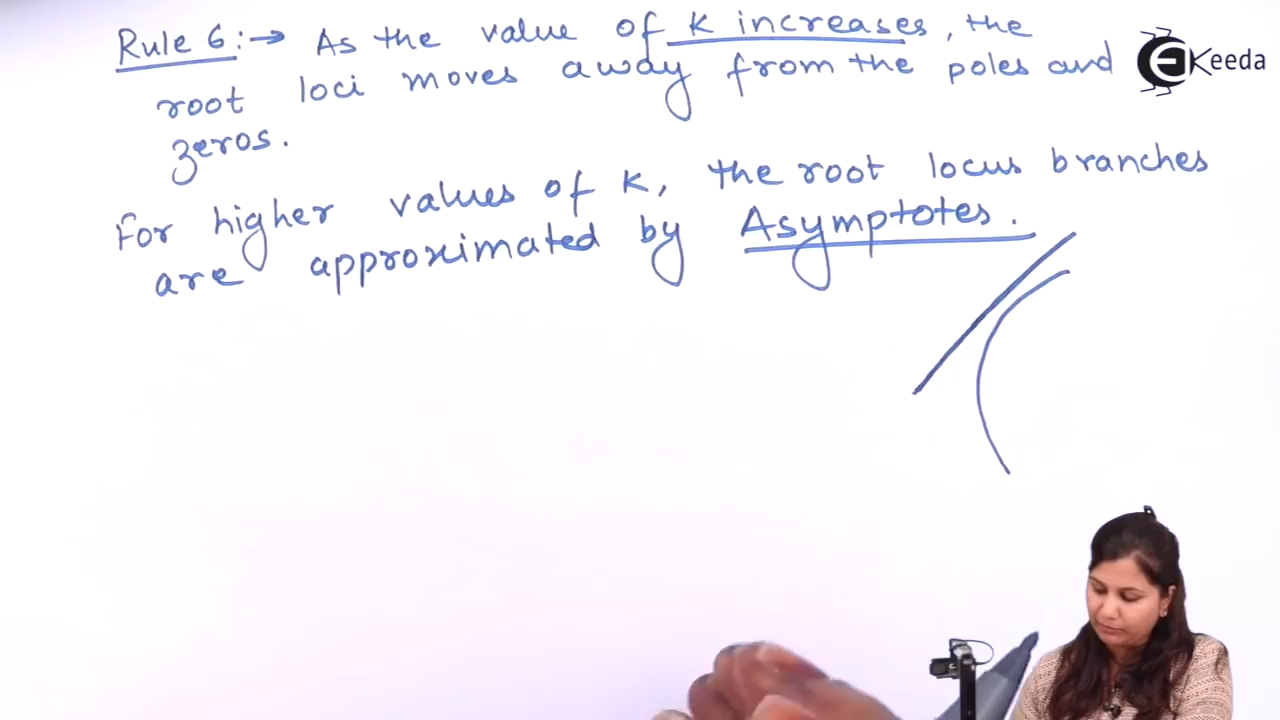 Rule 6:→ As the value of K increases, the
root loci moves away from the poles and
zeros.
For higher values of K, the root locus branches
are approximated by Asymptotes.
EKeeda